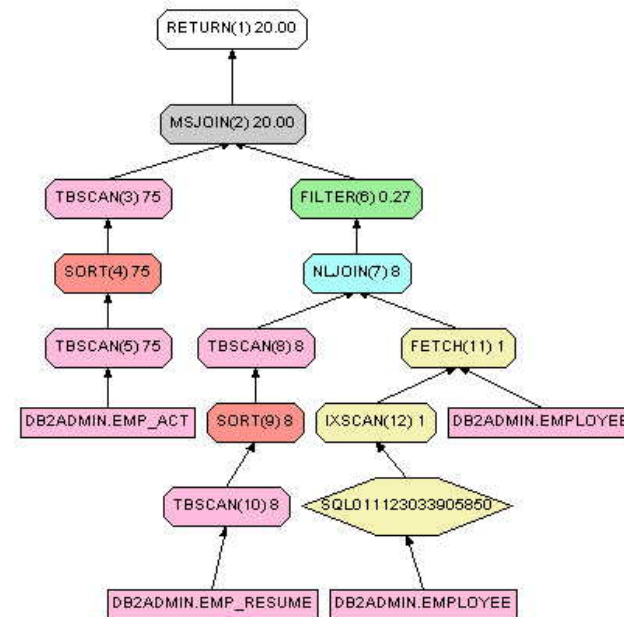 RETURN(1) 20.00
MSJOIN(2) 20.00
TBSCAN(3) 75
FILTER(6) 0.27
SORT(4) 75
NLJOIN(7) 8
TBSCAN(5) 75
TBSCAN(8) 8
FETCH(11) 1
DB2ADMIN.EMP_ACT
SORT(9) 8
IXSCAN(12) 1
DB2ADMIN.EMPLOYEE
TBSCAN(10) 8
SQL011123033905850
DB2ADMIN.EMP_RESUME
DB2ADMIN.EMPLOYEE